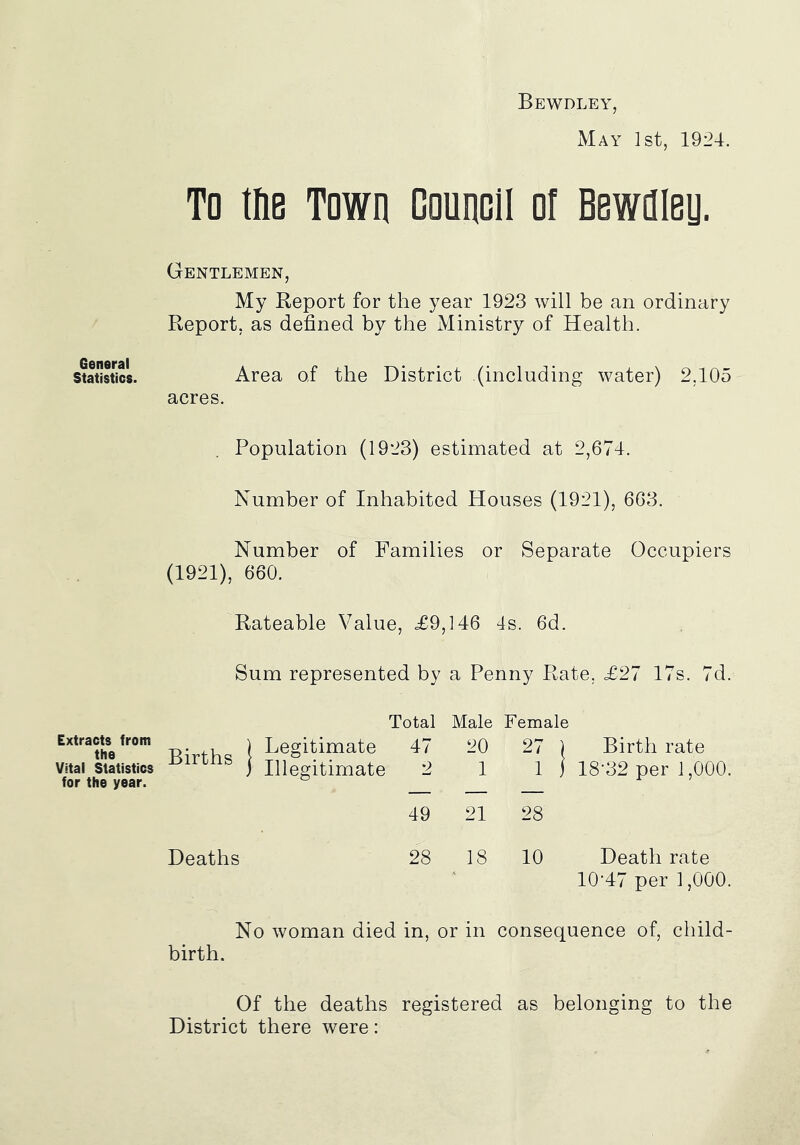 Bewdley,
May 1st, 1924.
To the Town Council of Bewdley.
Gentlemen,
My Report for the year 1923 will be an ordinary
Report, as defined by the Ministry of Health.
General
Statistics.
Area of the District (including water) 2,105
acres.
Population (1923) estimated at 2,674.
Number of Inhabited Houses (1921), 663.
Number of Families or Separate Occupiers
(1921), 660.
Rateable Value, £9,146 4s. 6d.
Sum represented by a Penny Rate, £27 17s. 7d.
Extracts from
the
Vital Statistics
for the year.
Total Male Female
Births } Legitimate 47 20 27 } Birth rate
Illegitimate 2 1 1 } 18·32 per 1,000.
49 21 28
Deaths 28 18 10 Death rate
10·47 per 1,000.
No woman died in, or in consequence of, child-
birth.
Of the deaths registered as belonging to the
District there were: